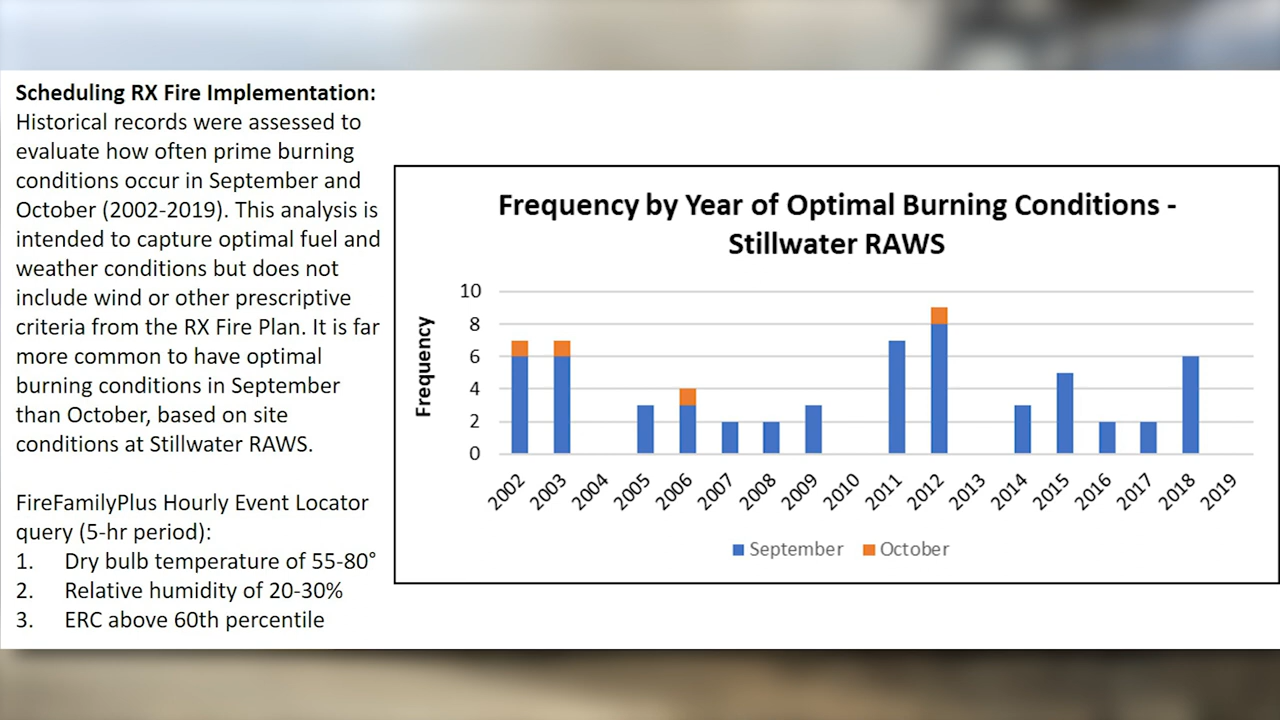 Scheduling RX Fire Implementation:
Historical records were assessed to
evaluate how often prime burning
conditions occur in September and
October (2002-2019). This analysis is
intended to capture optimal fuel and
weather conditions but does not
include wind or other prescriptive
criteria from the RX Fire Plan. It is far
more common to have optimal
burning conditions in September
than October, based on site
conditions at Stillwater RAWS.
FireFamilyPlus Hourly Event Locator
query (5-hr period):
1. Dry bulb temperature of 55-80°
2. Relative humidity of 20-30%
3. ERC above 60th percentile
Frequency by Year of Optimal Burning Conditions -
Stillwater RAWS
Frequency
10
8
6
4
2
0
2002 2003 2004 2005 2006 2007 2008 2009 2010 2011 2012 2013 2014 2015 2016 2017 2018 2019
September October